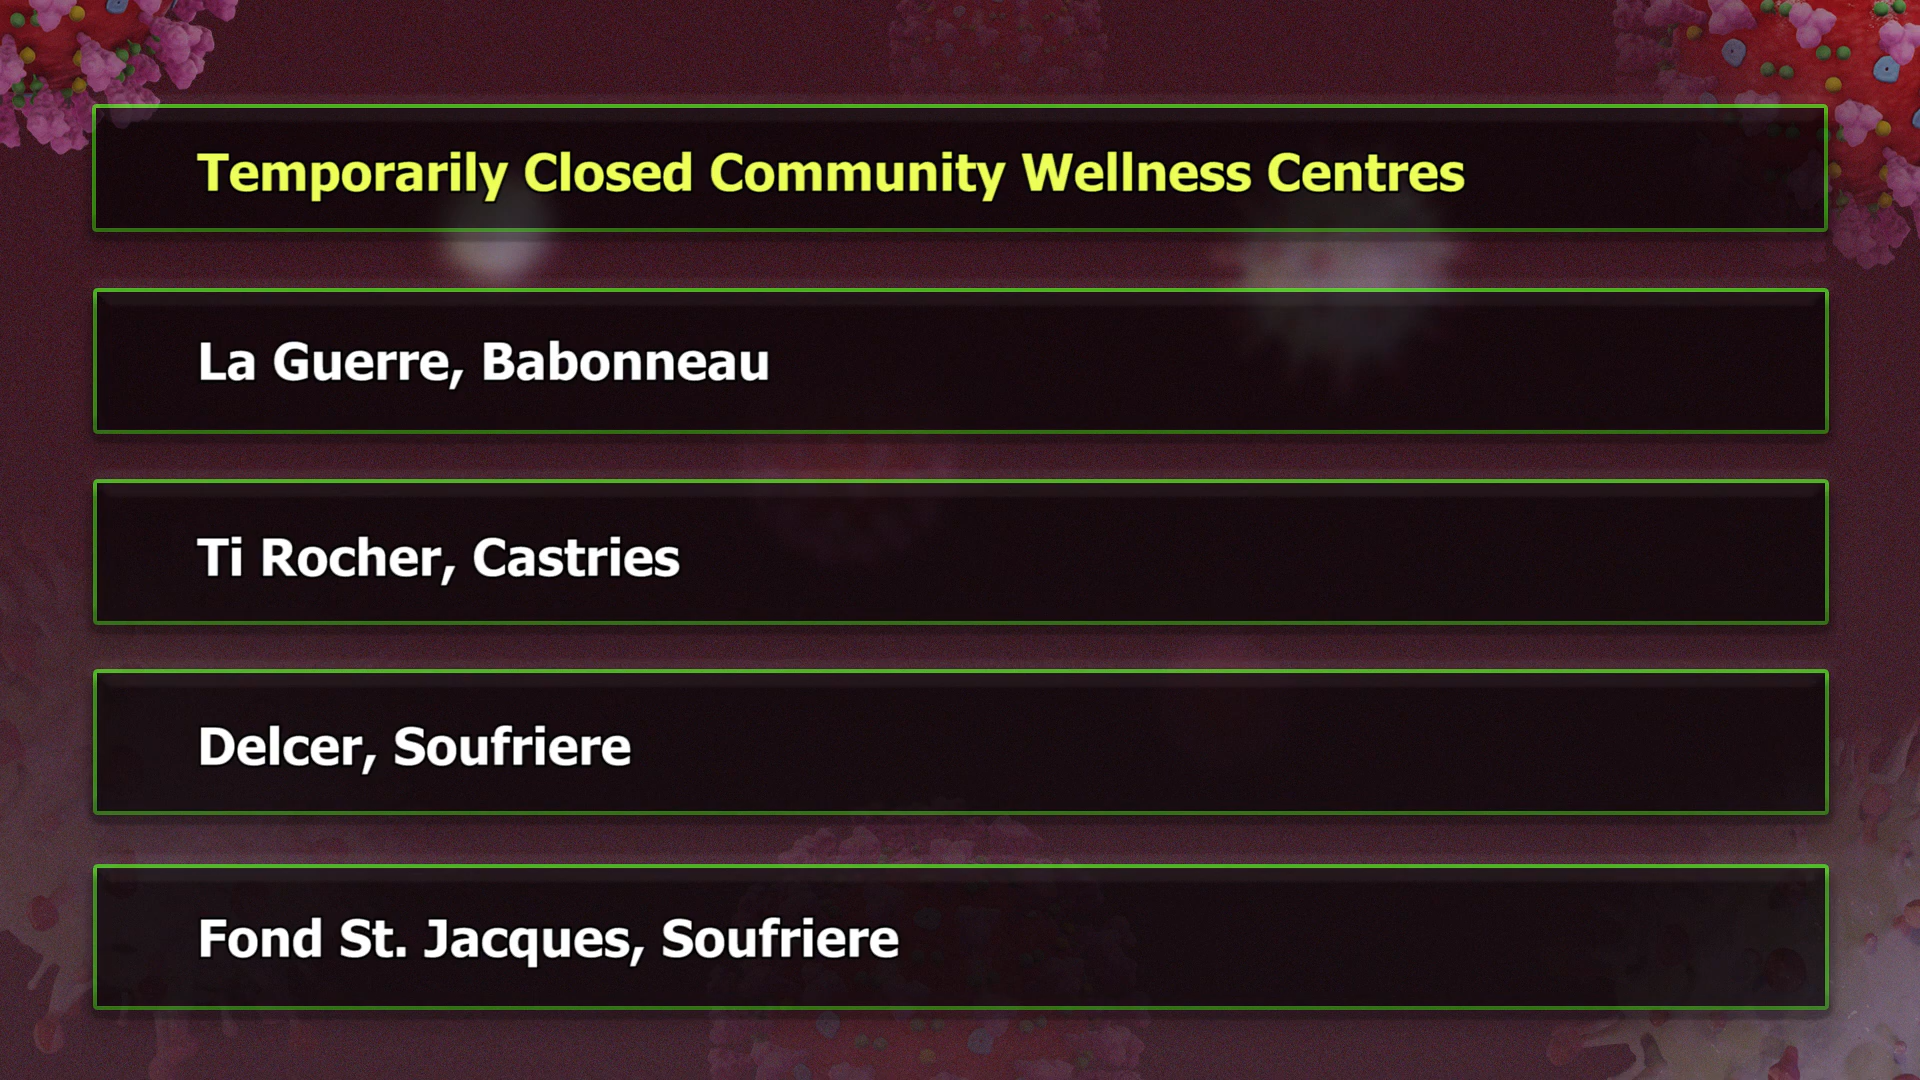 Temporarily Closed Community Wellness Centres
La Guerre, Babonneau
Ti Rocher, Castries
Delcer, Soufriere
Fond St. Jacques, Soufriere